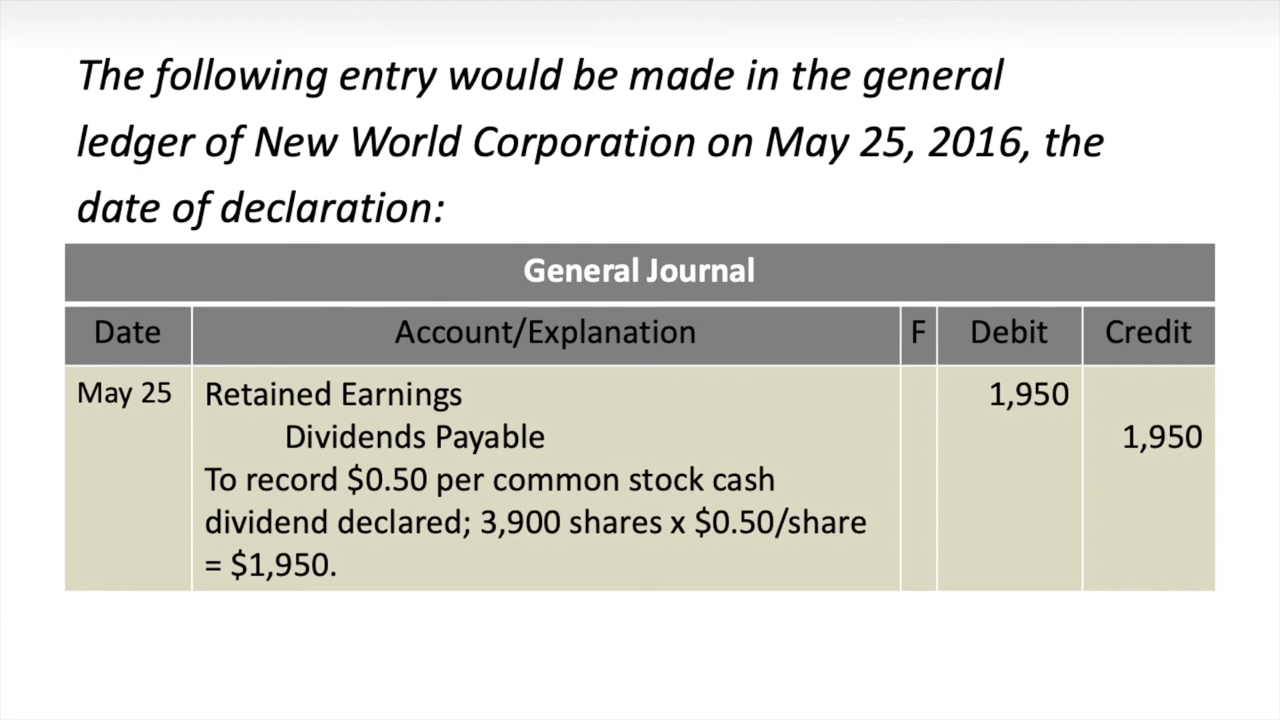 The following entry would be made in the general
ledger of New World Corporation on May 25, 2016, the
date of declaration:
General Journal
Date Account/Explanation F Debit Credit
May 25 Retained Earnings 1,950
Dividends Payable 1,950
To record $0.50 per common stock cash
dividend declared; 3,900 shares x $0.50/share
= $1,950.